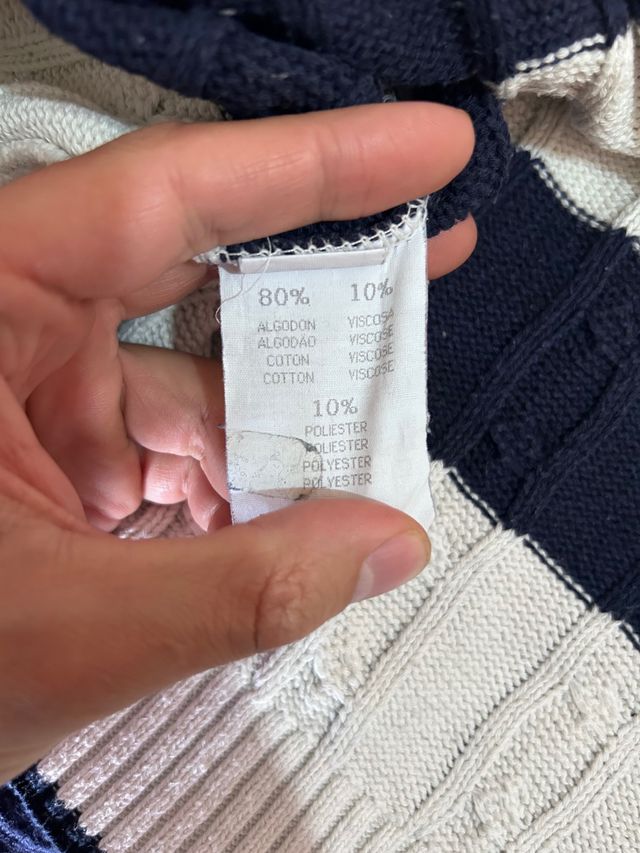 80% 10%
ALGODON VISCOSA
ALGODÃO VISCOSE
COTON VISCOSE
COTTON VISCOSE
10%
POLIESTER
POLIESTER
POLYESTER
POLYESTER